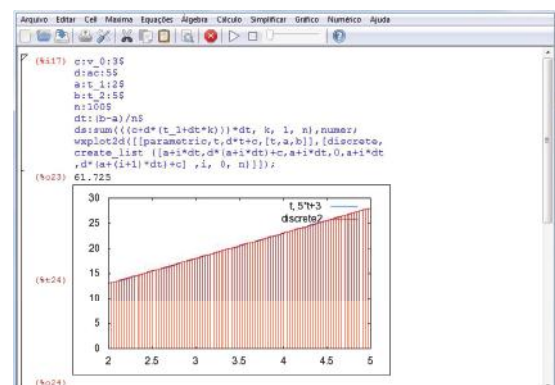 Arquivo Editar Cell Maxima Equações Álgebra Cálculo Simplificar Gráfico Numérico Ajuda
(%i17) c:v_0:3$
d:ac:5$
a:t_1:2$
b:t_2:5$
n:100$
dt:(b-a)/n$
ds:sum(((c+d*(t_1+dt*k)))*dt, k, 1, n),numer;
wxplot2d([[parametric,t,d*t+c,[t,a,b]],[discrete,
create_list ([a+i*dt,d*(a+i*dt)+c,a+i*dt,0,a+i*dt
,d*(a+(i+1)*dt)+c] ,i, 0, n)]]);
(%o23) 61.725
30
t, 5*t+3
discrete2
25
20
(%t24)
15
10
5
0
2 2.5 3 3.5 4 4.5 5
(%o24)